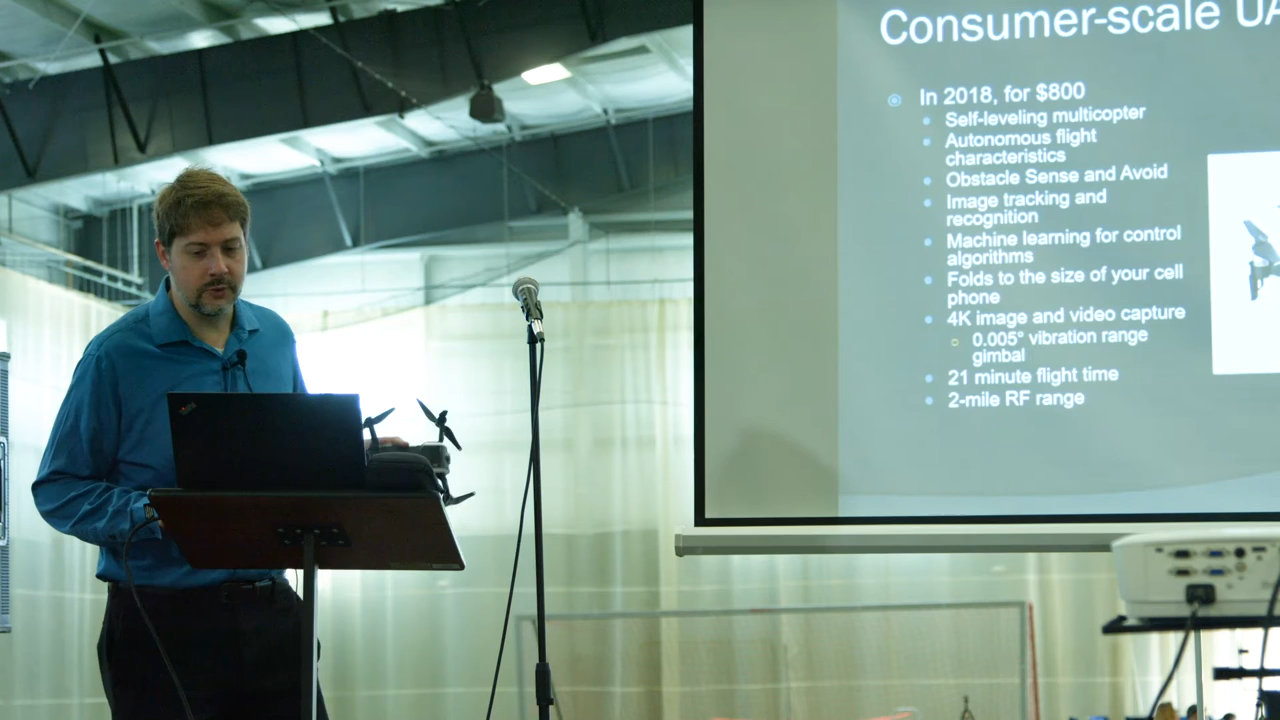 Consumer-scale UA
In 2018, for $800
Self-leveling multicopter
Autonomous flight
characteristics
Obstacle Sense and Avoid
Image tracking and
recognition
Machine learning for control
algorithms
Folds to the size of your cell
phone
4K image and video capture
0.005° vibration range
gimbal
21 minute flight time
2-mile RF range